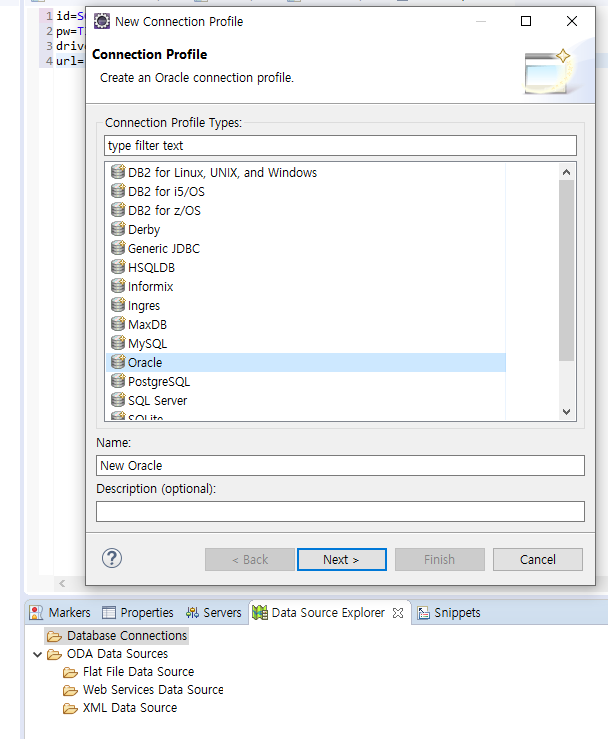 1 id=S
2 pw=T
3 drive
4 url=
New Connection Profile
Connection Profile
Create an Oracle connection profile.
Connection Profile Types:
type filter text
DB2 for Linux, UNIX, and Windows
DB2 for i5/OS
DB2 for z/OS
Derby
Generic JDBC
HSQLDB
Informix
Ingres
MaxDB
MySQL
Oracle
PostgreSQL
SQL Server
SQLite
Name:
New Oracle
Description (optional):
? < Back Next > Finish Cancel
Markers Properties Servers Data Source Explorer Snippets
Database Connections
ODA Data Sources
Flat File Data Source
Web Services Data Source
XML Data Source